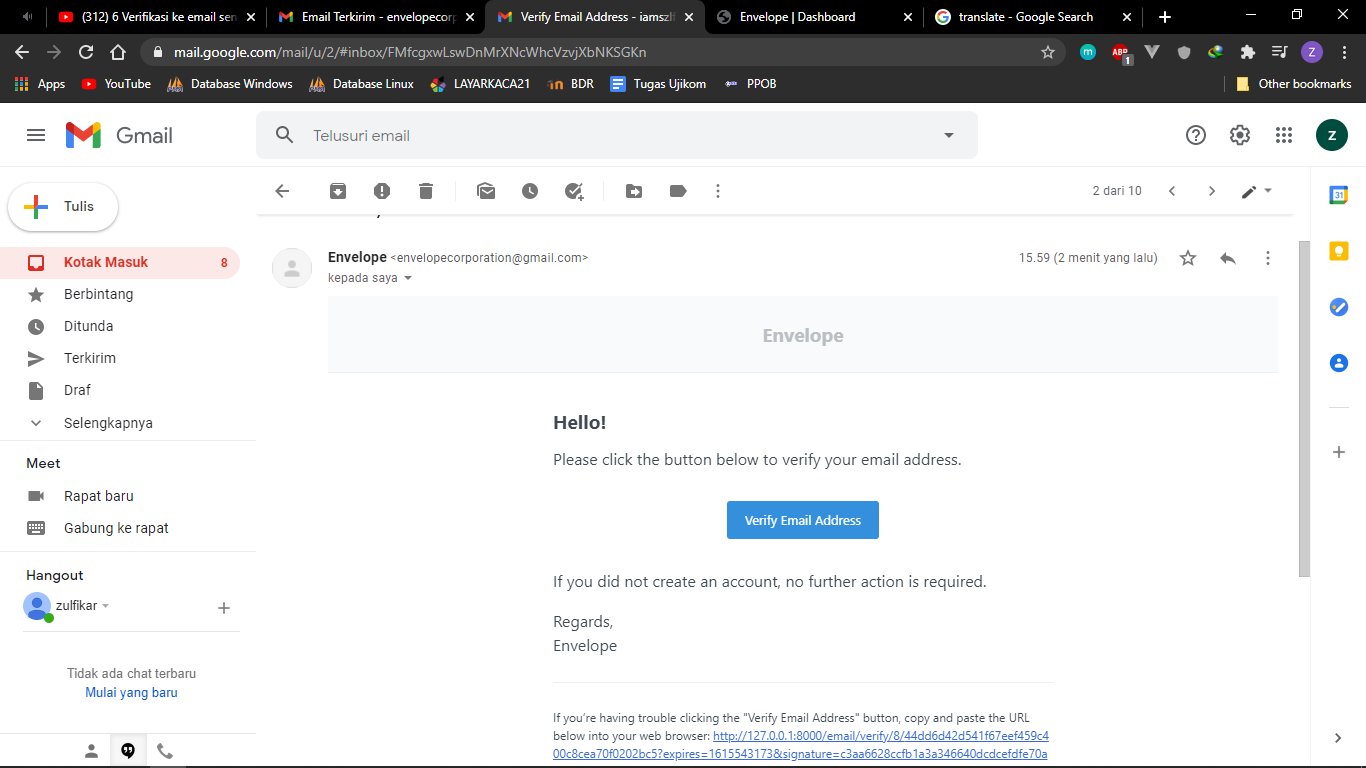 (312) 6 Verifikasi ke email sen
Email Terkirim - envelopecorp
Verify Email Address - iamszlf
Envelope | Dashboard
translate - Google Search
mail.google.com/mail/u/2/#inbox/FMfcgxwLswDnMrXNcWhcVzvjXbNKSGKn
ABP
1
m
Z
Apps
YouTube
Database Windows
Database Linux
LAYARKACA21
BDR
Tugas Ujikom
PPOB
Other bookmarks
Gmail
Telusuri email
Z
Tulis
2 dari 10
31
Kotak Masuk 8
Berbintang
Ditunda
Terkirim
Draf
Selengkapnya
Meet
Rapat baru
Gabung ke rapat
Hangout
zulfikar
Tidak ada chat terbaru
Mulai yang baru
Envelope <envelopecorporation@gmail.com>
15.59 (2 menit yang lalu)
kepada saya
Envelope
Hello!
Please click the button below to verify your email address.
Verify Email Address
If you did not create an account, no further action is required.
Regards,
Envelope
If you’re having trouble clicking the "Verify Email Address" button, copy and paste the URL
below into your web browser: http://127.0.0.1:8000/email/verify/8/44dd6d42d541f67eef459c4
00c8cea70f0202bc5?expires=1615543173&signature=c3aa6628ccfb1a3a346640dcdcefdfe70a